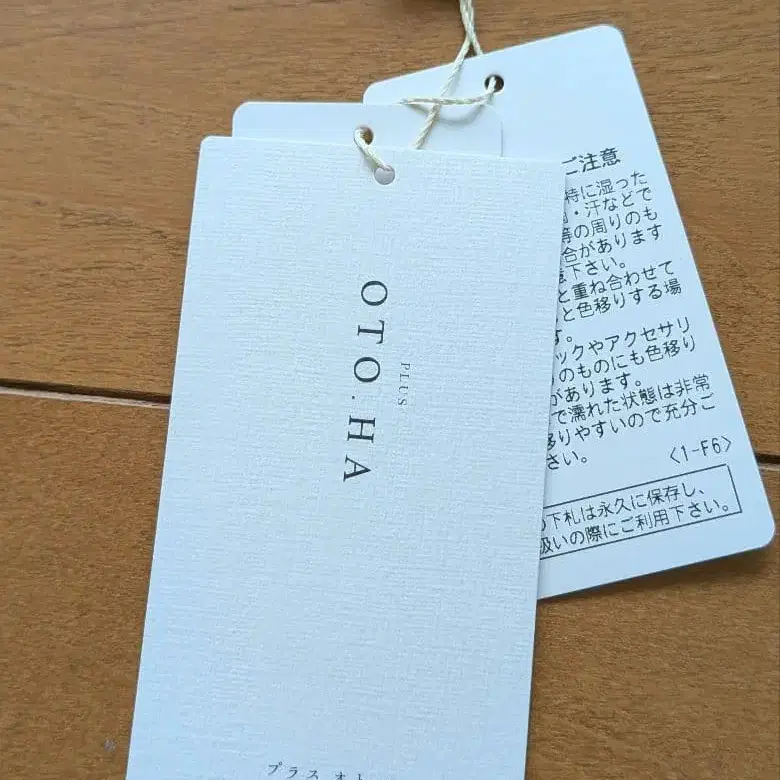 PLUS
OTO.HA
プラス オト
ご注意
特に湿った
・汗などで
等の周りのも
合があります
意下さい。
と重ね合わせて
と色移りする場
す。
ックやアクセサリ
のものにも色移り
があります。
で濡れた状態は非常
移りやすいので充分ご
さい。 <1-F6>
の下札は永久に保存し、
扱いの際にご利用下さい。